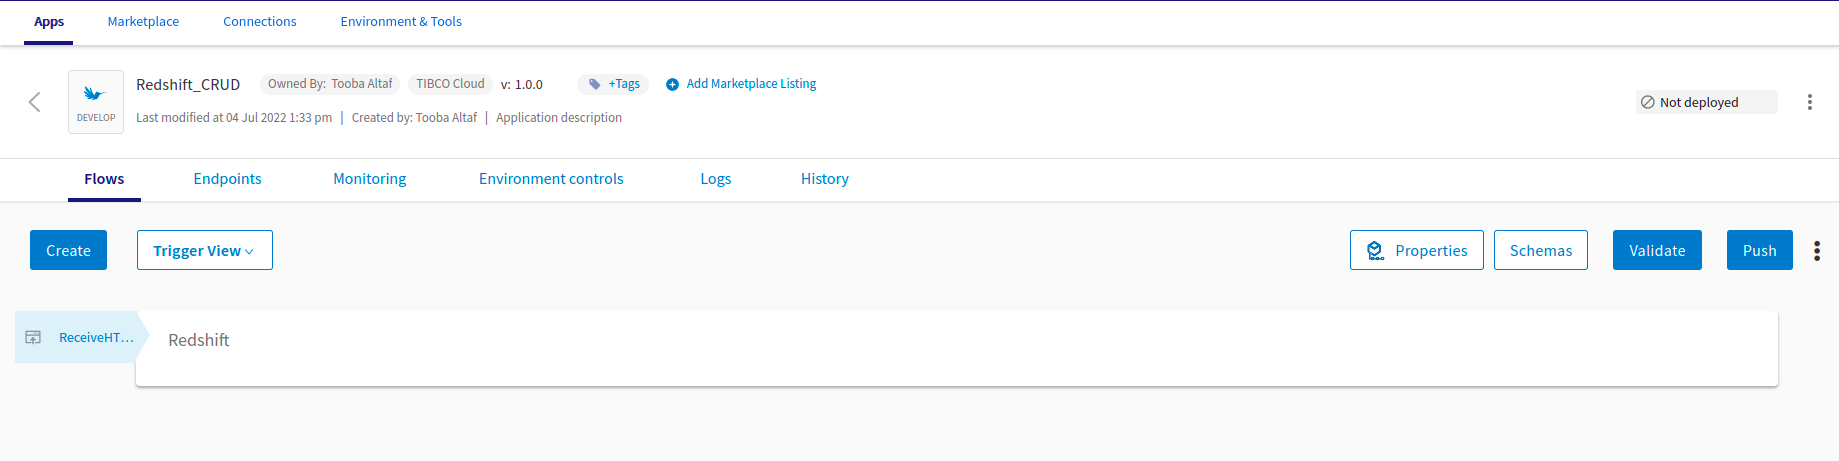 Apps Marketplace Connections Environment & Tools
Redshift_CRUD Owned By: Tooba Altaf TIBCO Cloud v: 1.0.0 +Tags Add Marketplace Listing
DEVELOP
Last modified at 04 Jul 2022 1:33 pm | Created by: Tooba Altaf | Application description
Not deployed
Flows Endpoints Monitoring Environment controls Logs History
Create Trigger View Properties Schemas Validate Push
ReceiveHT... Redshift